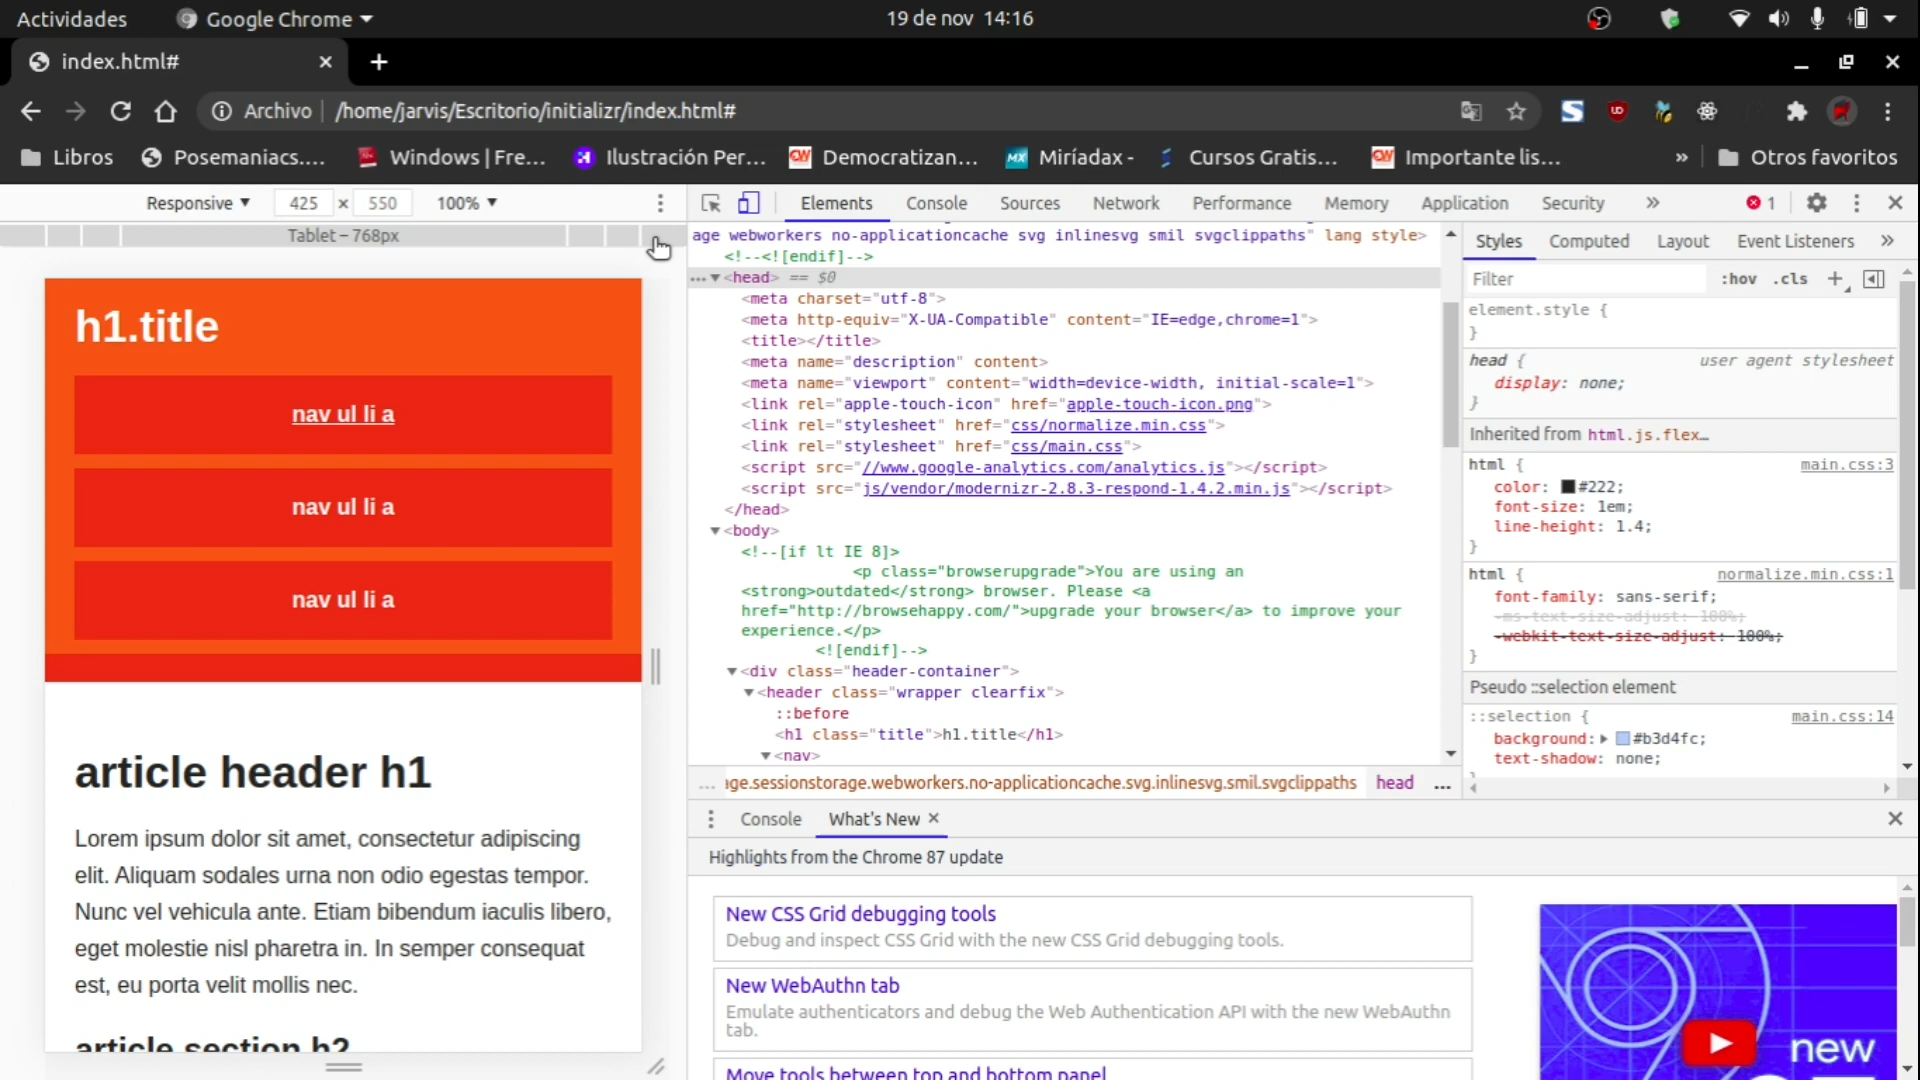 Actividades
Google Chrome
19 de nov 14:16
index.html#
Archivo
/home/jarvis/Escritorio/initializr/index.html#
Libros
Posemaniacs....
Windows | Fre...
Ilustración Per...
CW
Democratizan...
MX
Miríadax -
Cursos Gratis...
CW
Importante lis...
»
Otros favoritos
Responsive
425 × 550
100%
Tablet – 768px
h1.title
nav ul li a
nav ul li a
nav ul li a
article header h1
Lorem ipsum dolor sit amet, consectetur adipiscing
elit. Aliquam sodales urna non odio egestas tempor.
Nunc vel vehicula ante. Etiam bibendum iaculis libero,
eget molestie nisl pharetra in. In semper consequat
est, eu porta velit mollis nec.
article section h2
Elements
Console
Sources
Network
Performance
Memory
Application
Security
»
1
age webworkers no-applicationcache svg inlinesvg smil svgclippaths" lang style>
<!--<![endif]-->
...▼<head> == $0
<meta charset="utf-8">
<meta http-equiv="X-UA-Compatible" content="IE=edge,chrome=1">
<title></title>
<meta name="description" content>
<meta name="viewport" content="width=device-width, initial-scale=1">
<link rel="apple-touch-icon" href="apple-touch-icon.png">
<link rel="stylesheet" href="css/normalize.min.css">
<link rel="stylesheet" href="css/main.css">
<script src="//www.google-analytics.com/analytics.js"></script>
<script src="js/vendor/modernizr-2.8.3-respond-1.4.2.min.js"></script>
</head>
▼<body>
<!--[if lt IE 8]>
<p class="browserupgrade">You are using an
<strong>outdated</strong> browser. Please <a
href="http://browsehappy.com/">upgrade your browser</a> to improve your
experience.</p>
<![endif]-->
▼<div class="header-container">
▼<header class="wrapper clearfix">
::before
<h1 class="title">h1.title</h1>
▼<nav>
... age.sessionstorage.webworkers.no-applicationcache.svg.inlinesvg.smil.svgclippaths head ...
Styles
Computed
Layout
Event Listeners
»
Filter
:hov .cls +
element.style {
}
head { user agent stylesheet
display: none;
}
Inherited from html.js.flex…
html { main.css:3
color: #222;
font-size: 1em;
line-height: 1.4;
}
html { normalize.min.css:1
font-family: sans-serif;
-ms-text-size-adjust: 100%;
-webkit-text-size-adjust: 100%;
}
Pseudo ::selection element
::selection { main.css:14
background: ▶ #b3d4fc;
text-shadow: none;
}
Console
What's New
Highlights from the Chrome 87 update
New CSS Grid debugging tools
Debug and inspect CSS Grid with the new CSS Grid debugging tools.
New WebAuthn tab
Emulate authenticators and debug the Web Authentication API with the new WebAuthn
tab.
Move tools between top and bottom panel
new